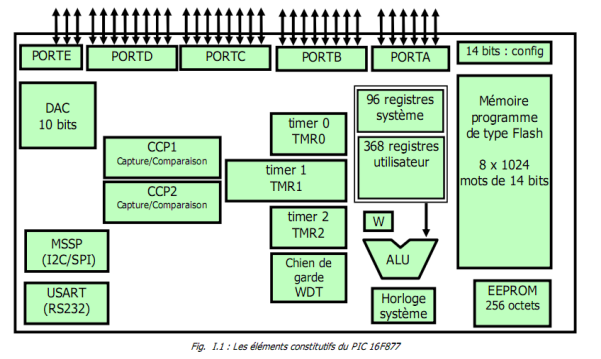 PORTE
PORTD
PORTC
PORTB
PORTA
14 bits : config
DAC
10 bits
CCP1
Capture/Comparaison
CCP2
Capture/Comparaison
MSSP
(I2C/SPI)
USART
(RS232)
timer 0
TMR0
timer 1
TMR1
timer 2
TMR2
Chien de
garde
WDT
96 registres
système
368 registres
utilisateur
W
ALU
Horloge
système
Mémoire
programme
de type Flash
8 x 1024
mots de 14 bits
EEPROM
256 octets
Fig. I.1 : Les éléments constitutifs du PIC 16F877